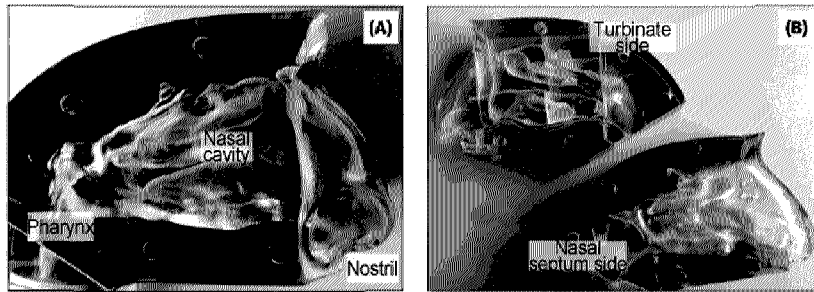 (A)
Nasal
cavity
Pharynx
Nostril
(B)
Turbinate
side
Nasal
septum side